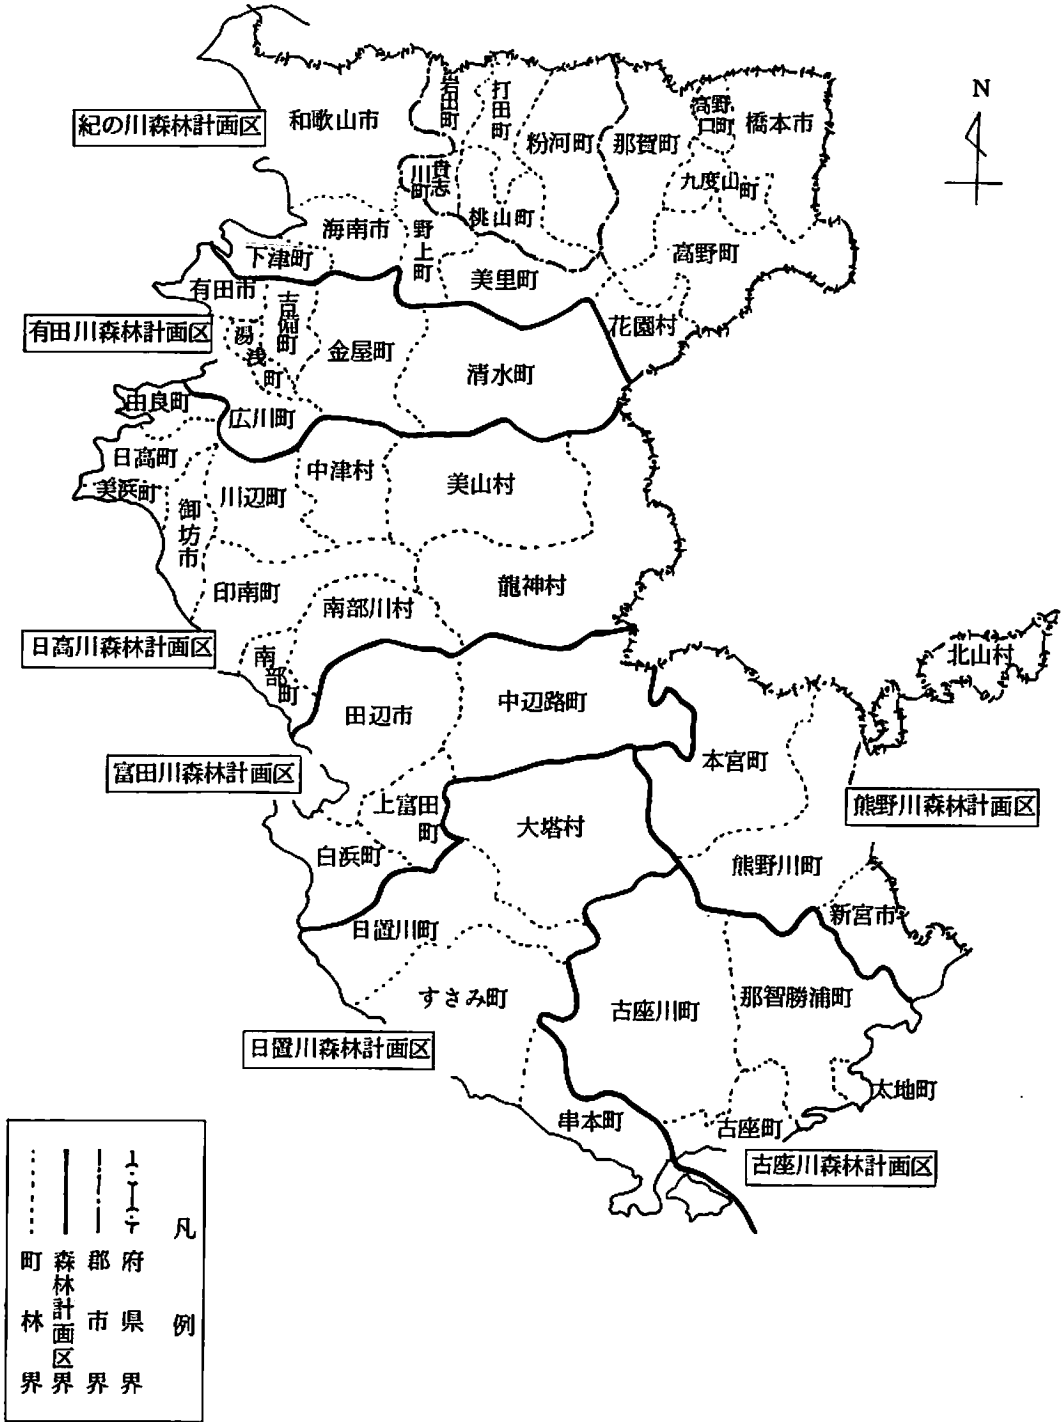 N
紀の川森林計画区
和歌山市
岩田町
打田町
粉河町
那賀町
高野口町
橋本市
貴志川町
桃山町
九度山町
海南市
野上町
下津町
美里町
高野町
有田市
吉備町
花園村
有田川森林計画区
湯浅町
金屋町
清水町
由良町
広川町
日高町
美浜町
御坊市
川辺町
中津村
美山村
印南町
南部川村
龍神村
日高川森林計画区
南部町
北山村
田辺市
中辺路町
本宮町
富田川森林計画区
上富田町
大塔村
熊野川森林計画区
白浜町
熊野川町
新宮市
日置川町
すさみ町
古座川町
那智勝浦町
日置川森林計画区
太地町
串本町
古座町
古座川森林計画区
凡例
府県界
郡市界
森林計画区界
町林界